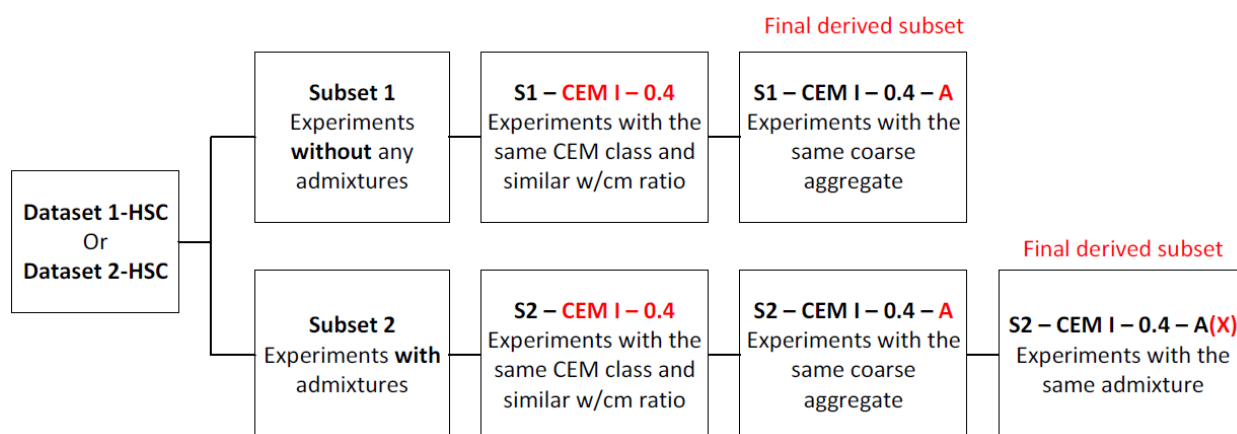 Final derived subset
Subset 1
Experiments
without any
admixtures
S1 – CEM I – 0.4
Experiments with the
same CEM class and
similar w/cm ratio
S1 – CEM I – 0.4 – A
Experiments with the
same coarse
aggregate
Dataset 1-HSC
Or
Dataset 2-HSC
Final derived subset
Subset 2
Experiments with
admixtures
S2 – CEM I – 0.4
Experiments with the
same CEM class and
similar w/cm ratio
S2 – CEM I – 0.4 – A
Experiments with the
same coarse
aggregate
S2 – CEM I – 0.4 – A(X)
Experiments with the
same admixture